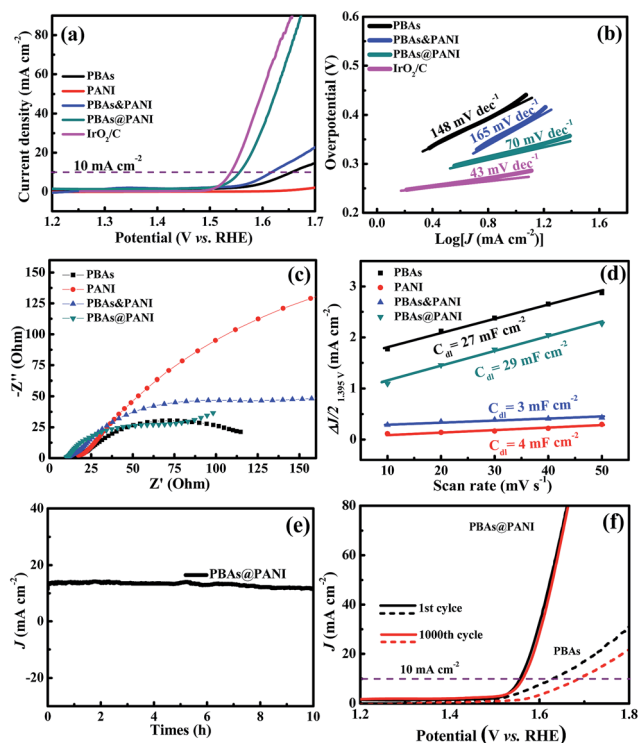 (a)
PBAs
PANI
PBAs&PANI
PBAs@PANI
IrO₂/C
10 mA cm⁻²
Current density (mA cm⁻²)
80
60
40
20
0
1.2 1.3 1.4 1.5 1.6 1.7
Potential (V vs. RHE)
(b)
PBAs
PBAs&PANI
PBAs@PANI
IrO₂/C
148 mV dec⁻¹
165 mV dec⁻¹
70 mV dec⁻¹
43 mV dec⁻¹
Overpotential (V)
0.6
0.5
0.4
0.3
0.2
0.0 0.4 0.8 1.2 1.6
Log[J (mA cm⁻²)]
(c)
PBAs
PANI
PBAs&PANI
PBAs@PANI
-Z'' (Ohm)
150
125
100
75
50
25
0
0 25 50 75 100 125 150
Z' (Ohm)
(d)
PBAs
PANI
PBAs&PANI
PBAs@PANI
C_dl = 27 mF cm⁻²
C_dl = 29 mF cm⁻²
C_dl = 3 mF cm⁻²
C_dl = 4 mF cm⁻²
ΔJ/2 1.395 V
4
2
0
10 20 30 40 50
Scan rate (mV s⁻¹)
(e)
PBAs@PANI
J (mA cm⁻²)
40
20
0
-20
0 2 4 6 8 10
Times (h)
(f)
PBAs@PANI
1st cylce
1000th cycle
PBAs
10 mA cm⁻²
J (mA cm⁻²)
80
60
40
20
0
1.2 1.4 1.6 1.8
Potential (V vs. RHE)